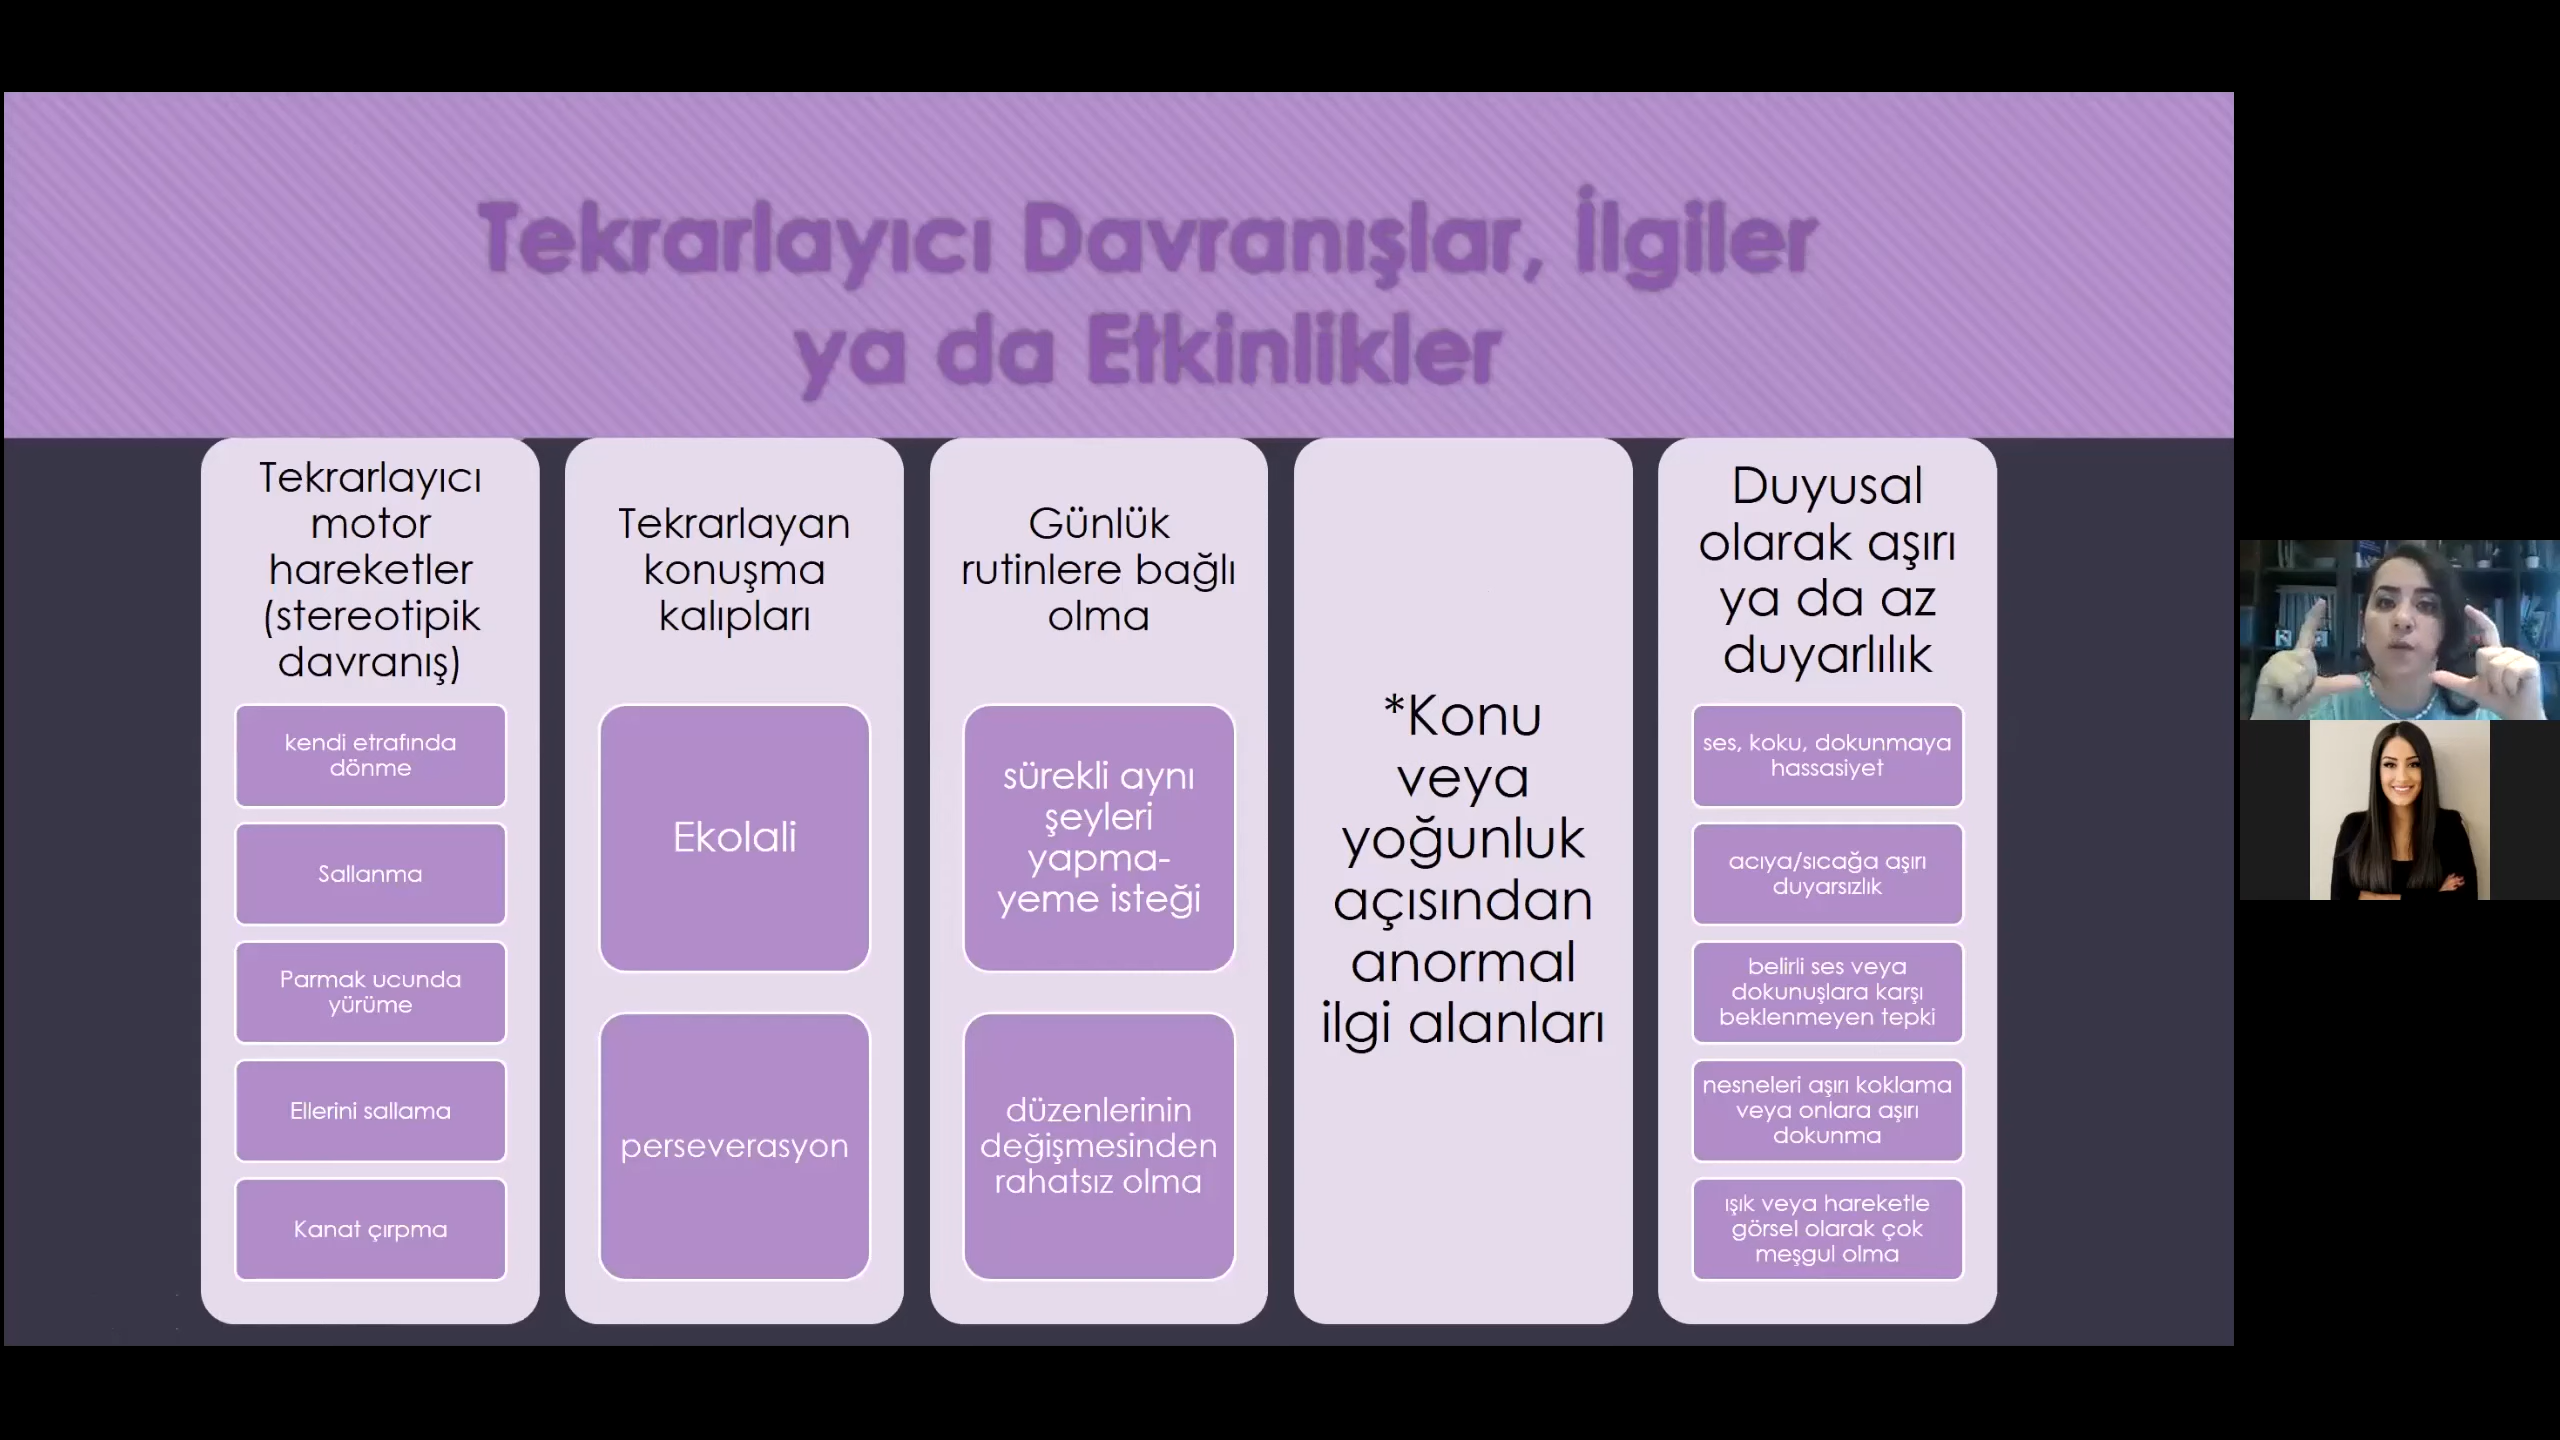 Tekrarlayıcı Davranışlar, İlgiler
ya da Etkinlikler
Tekrarlayıcı
motor
hareketler
(stereotipik
davranış)
kendi etrafında
dönme
Sallanma
Parmak ucunda
yürüme
Ellerini sallama
Kanat çırpma
Tekrarlayan
konuşma
kalıpları
Ekolali
perseverasyon
Günlük
rutinlere bağlı
olma
sürekli aynı
şeyleri
yapma-
yeme isteği
düzenlerinin
değişmesinden
rahatsız olma
*Konu
veya
yoğunluk
açısından
anormal
ilgi alanları
Duyusal
olarak aşırı
ya da az
duyarlılık
ses, koku, dokunmaya
hassasiyet
acıya/sıcağa aşırı
duyarsızlık
belirli ses veya
dokunuşlara karşı
beklenmeyen tepki
nesneleri aşırı koklama
veya onlara aşırı
dokunma
ışık veya hareketle
görsel olarak çok
meşgul olma